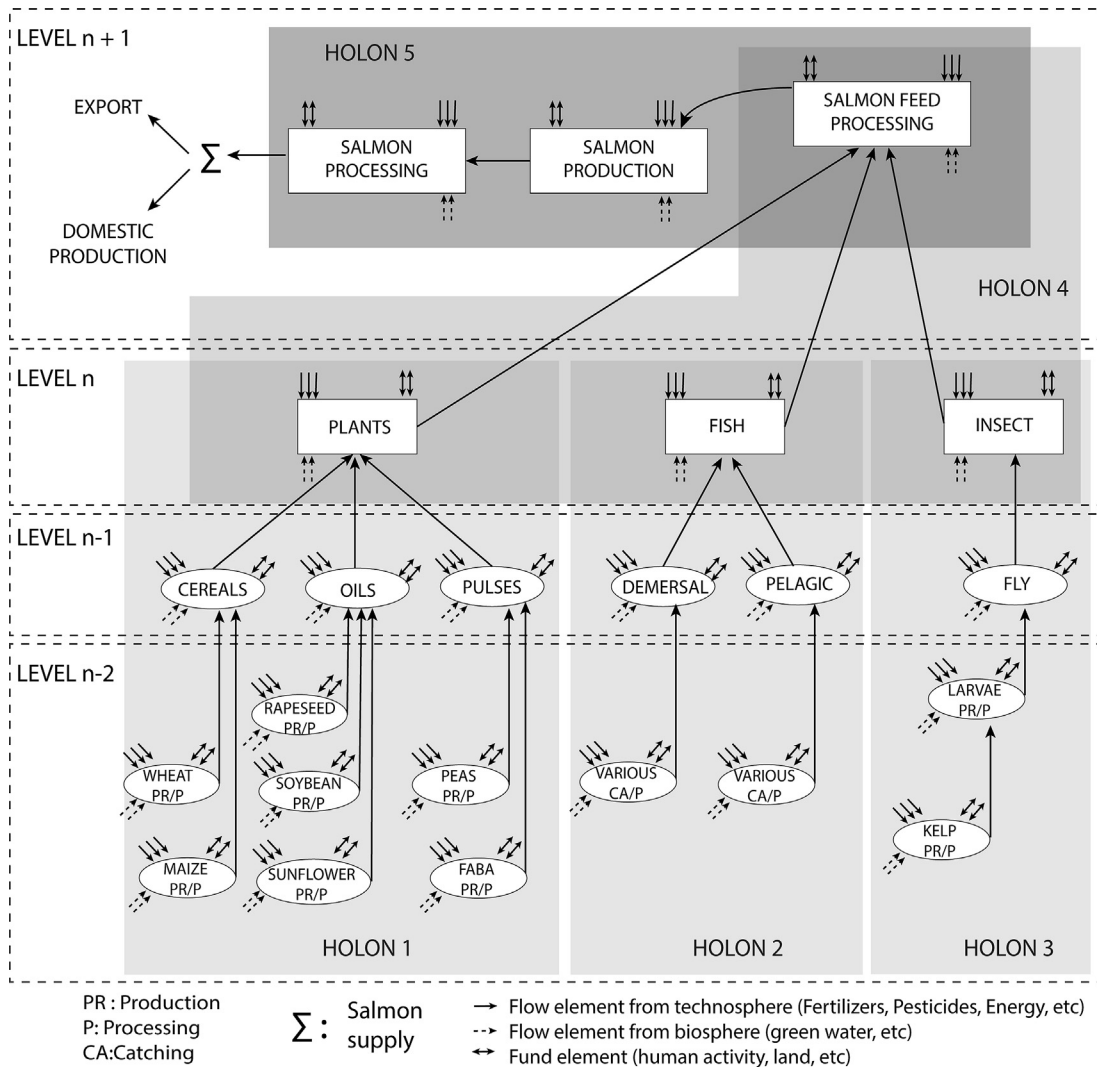 LEVEL n + 1
HOLON 5
EXPORT
Σ
DOMESTIC
PRODUCTION
SALMON
PROCESSING
SALMON
PRODUCTION
SALMON FEED
PROCESSING
HOLON 4
LEVEL n
PLANTS
FISH
INSECT
LEVEL n-1
CEREALS
OILS
PULSES
DEMERSAL
PELAGIC
FLY
LEVEL n-2
RAPESEED
PR/P
LARVAE
PR/P
WHEAT
PR/P
SOYBEAN
PR/P
PEAS
PR/P
VARIOUS
CA/P
VARIOUS
CA/P
KELP
PR/P
MAIZE
PR/P
SUNFLOWER
PR/P
FABA
PR/P
HOLON 1
HOLON 2
HOLON 3
PR : Production
P: Processing
CA:Catching
Σ : Salmon
supply
Flow element from technosphere (Fertilizers, Pesticides, Energy, etc)
Flow element from biosphere (green water, etc)
Fund element (human activity, land, etc)